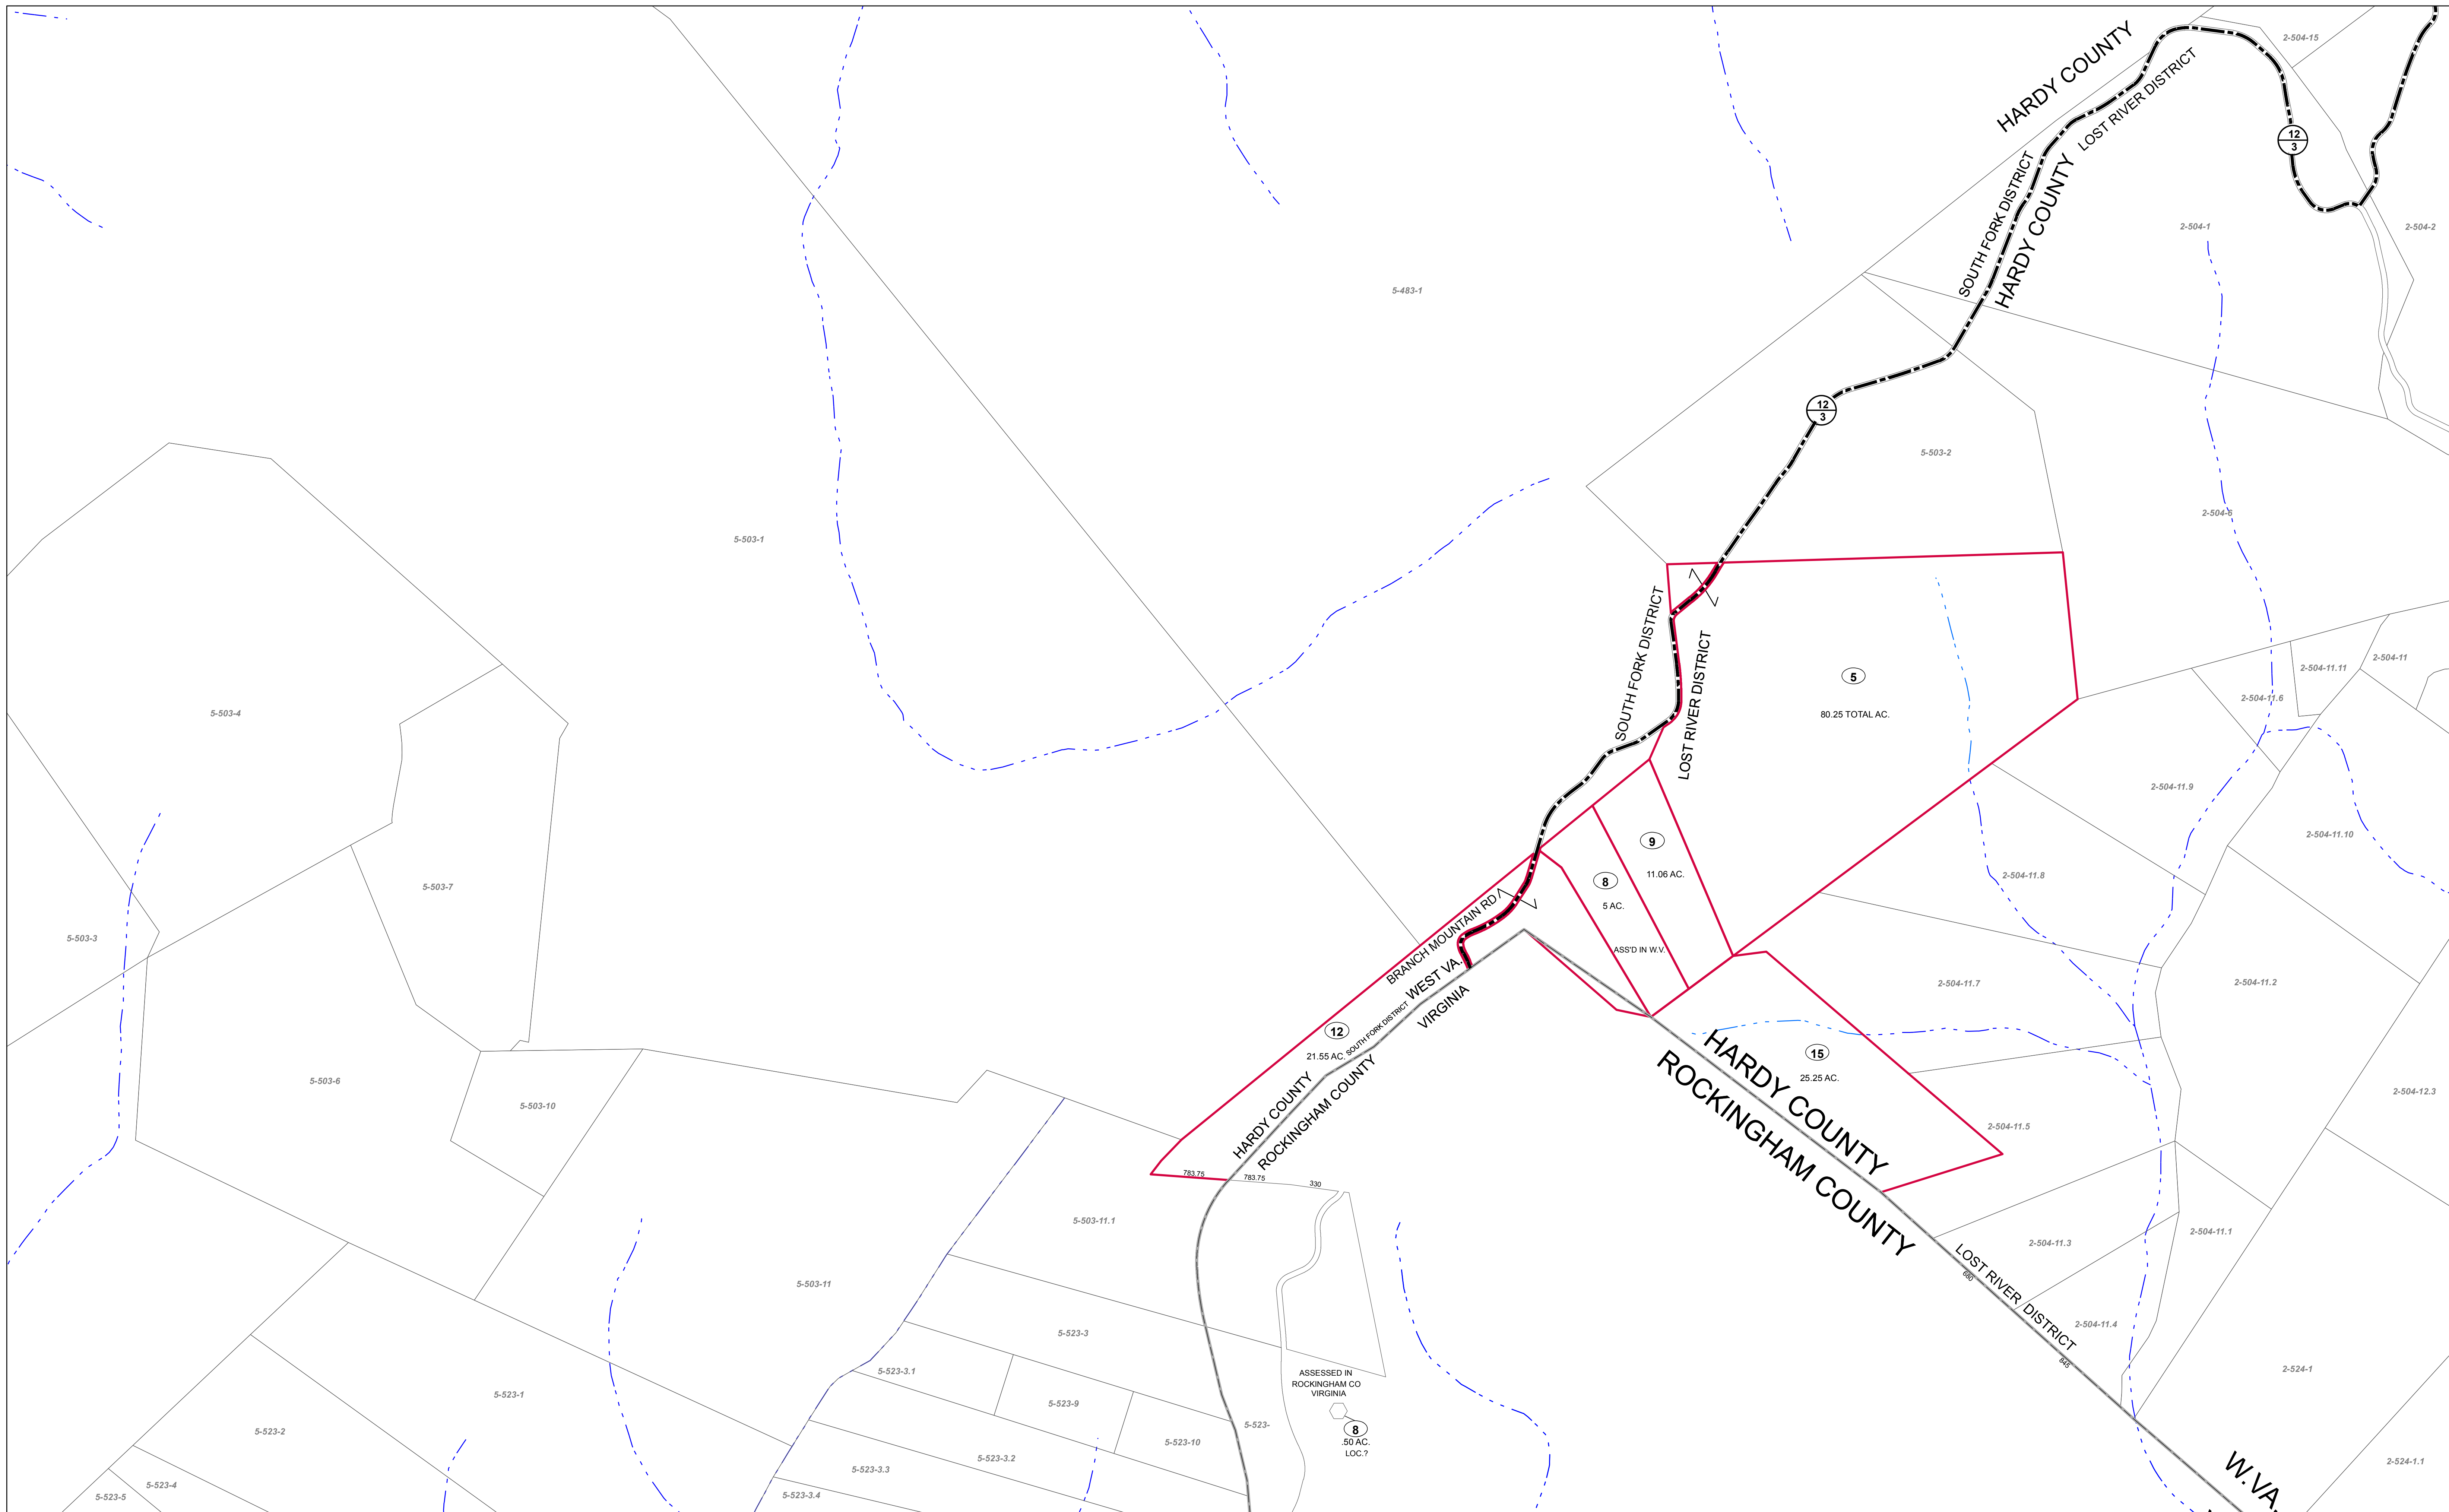 HARDY COUNTY
2-504-15
LOST RIVER DISTRICT
12
3
SOUTH FORK DISTRICT
HARDY COUNTY
2-504-1
2-504-2
5-483-1
12
3
5-503-2
2-504-6
5-503-1
SOUTH FORK DISTRICT
LOST RIVER DISTRICT
5
80.25 TOTAL AC.
2-504-11
2-504-11.11
2-504-11.6
5-503-4
2-504-11.9
2-504-11.10
9
11.06 AC.
8
5 AC.
ASS'D IN W.V.
2-504-11.8
5-503-7
BRANCH MOUNTAIN RD
5-503-3
WEST VA.
VIRGINIA
2-504-11.7
2-504-11.2
12
21.55 AC.
SOUTH FORK DISTRICT
15
25.25 AC.
HARDY COUNTY
ROCKINGHAM COUNTY
5-503-6
5-503-10
HARDY COUNTY
ROCKINGHAM COUNTY
2-504-12.3
2-504-11.5
783.75
783.75
330
5-503-11.1
2-504-11.3
2-504-11.1
LOST RIVER DISTRICT
680
5-503-11
2-504-11.4
845
5-523-3
5-523-3.1
ASSESSED IN
ROCKINGHAM CO
VIRGINIA
8
.50 AC.
LOC.?
2-524-1
5-523-1
5-523-9
5-523-
5-523-2
5-523-10
5-523-3.2
5-523-3.3
2-524-1.1
5-523-4
5-523-5
5-523-3.4
W.VA.